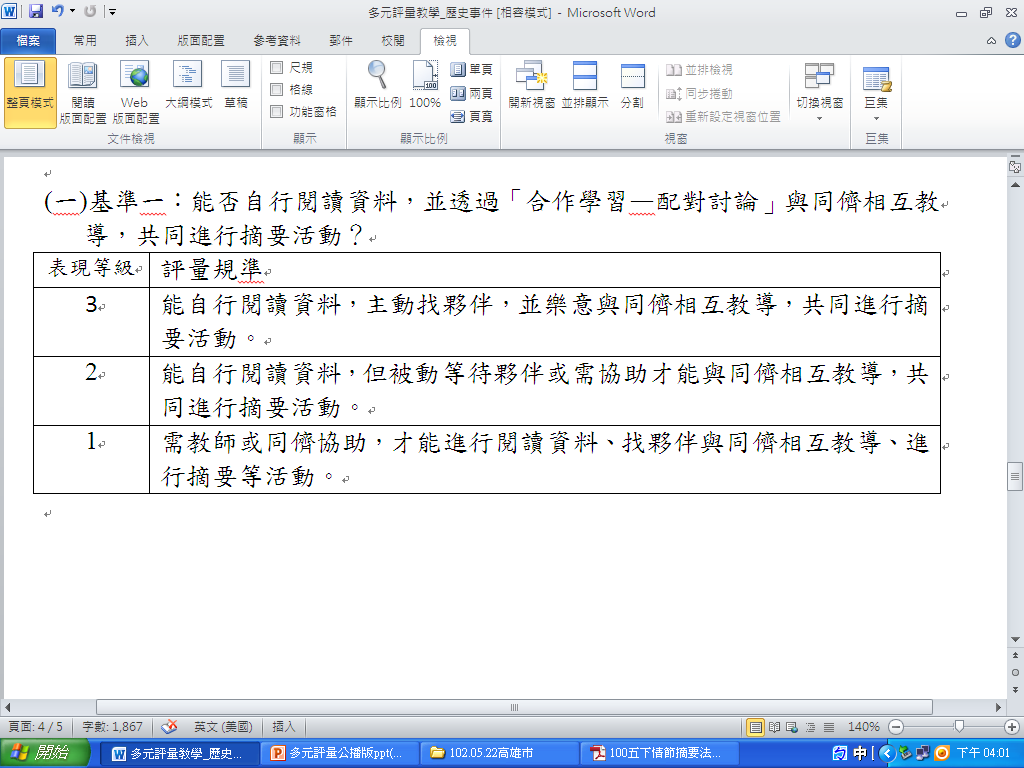 多元評量教學_歷史事件 [相容模式] - Microsoft Word
檔案 常用 插入 版面配置 參考資料 郵件 校閱 檢視
整頁模式 閱讀版面配置 Web版面配置 大綱模式 草稿
文件檢視
尺規
格線
功能窗格
顯示
顯示比例 100% 單頁
兩頁
頁寬
顯示比例
開新視窗 並排顯示 分割
並排檢視
同步捲動
重新設定視窗位置
切換視窗
視窗
巨集
巨集
(一)基準一：能否自行閱讀資料，並透過「合作學習—配對討論」與同儕相互教
導，共同進行摘要活動？
表現等級 評量規準
3 能自行閱讀資料，主動找夥伴，並樂意與同儕相互教導，共同進行摘
要活動。
2 能自行閱讀資料，但被動等待夥伴或需協助才能與同儕相互教導，共
同進行摘要活動。
1 需教師或同儕協助，才能進行閱讀資料、找夥伴與同儕相互教導、進
行摘要等活動。
頁面: 4 / 5 字數: 1,867 英文 (美國) 插入 140%
開始 多元評量教學_歷史... 多元評量公播版ppt(... 102.05.22高雄市 100五下情節摘要法... 中 下午 04:01